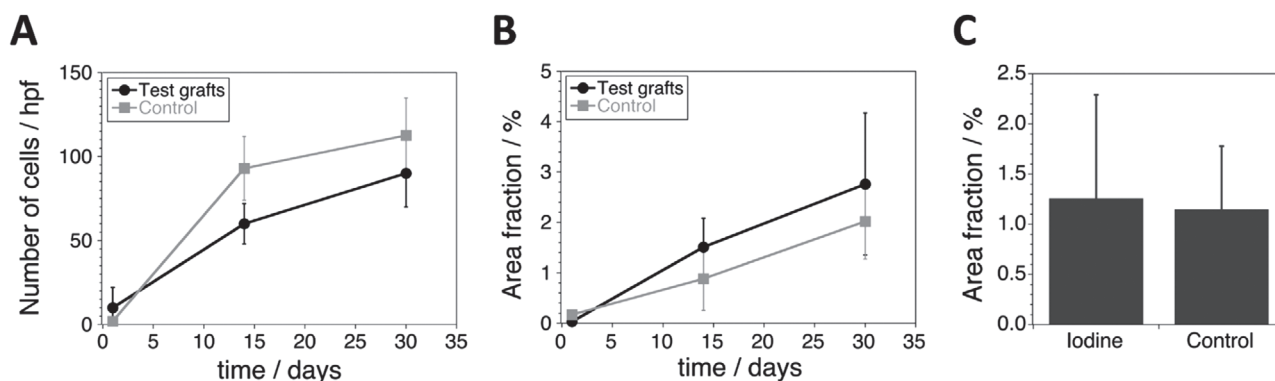 A
Number of cells / hpf
150
100
50
0
Test grafts
Control
0 5 10 15 20 25 30 35
time / days
B
Area fraction / %
5
4
3
2
1
0
Test grafts
Control
0 5 10 15 20 25 30 35
time / days
C
Area fraction / %
2.5
2.0
1.5
1.0
0.5
0.0
Iodine Control